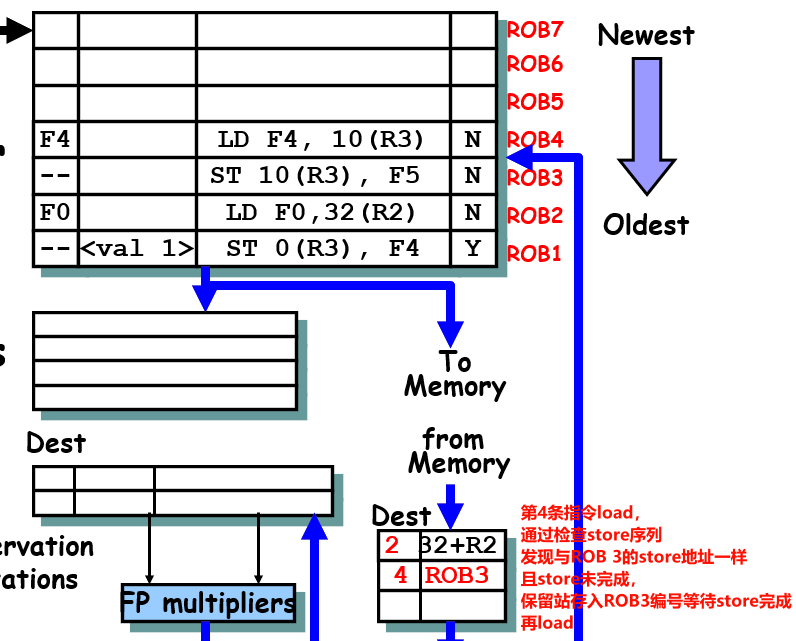 ROB7
Newest
ROB6
ROB5
F4 LD F4, 10(R3) N ROB4
-- ST 10(R3), F5 N ROB3
F0 LD F0,32(R2) N ROB2
Oldest
-- <val 1> ST 0(R3), F4 Y ROB1
To
Memory
from
Memory
Dest
Dest
2 32+R2
4 ROB3
第4条指令load,
通过检查store序列
发现与ROB 3的store地址一样
且store未完成,
保留站存入ROB3编号等待store完成
再load
FP multipliers